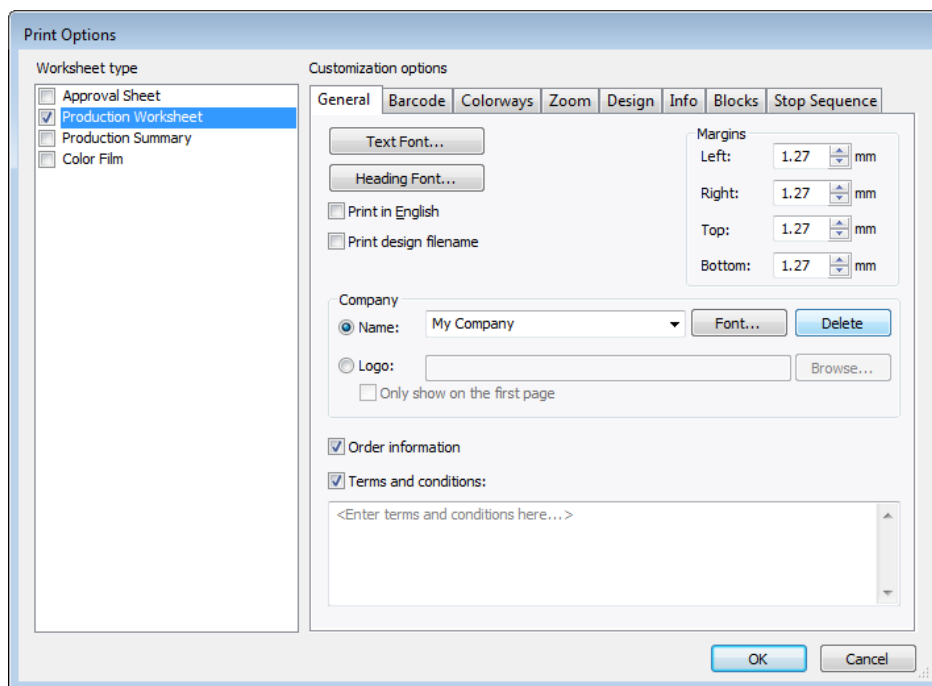 Print Options
Worksheet type
Approval Sheet
Production Worksheet
Production Summary
Color Film
Customization options
General Barcode Colorways Zoom Design Info Blocks Stop Sequence
Text Font...
Heading Font...
Print in English
Print design filename
Margins
Left: 1.27 mm
Right: 1.27 mm
Top: 1.27 mm
Bottom: 1.27 mm
Company
Name: My Company Font... Delete
Logo: Browse...
Only show on the first page
Order information
Terms and conditions:
<Enter terms and conditions here...>
OK Cancel